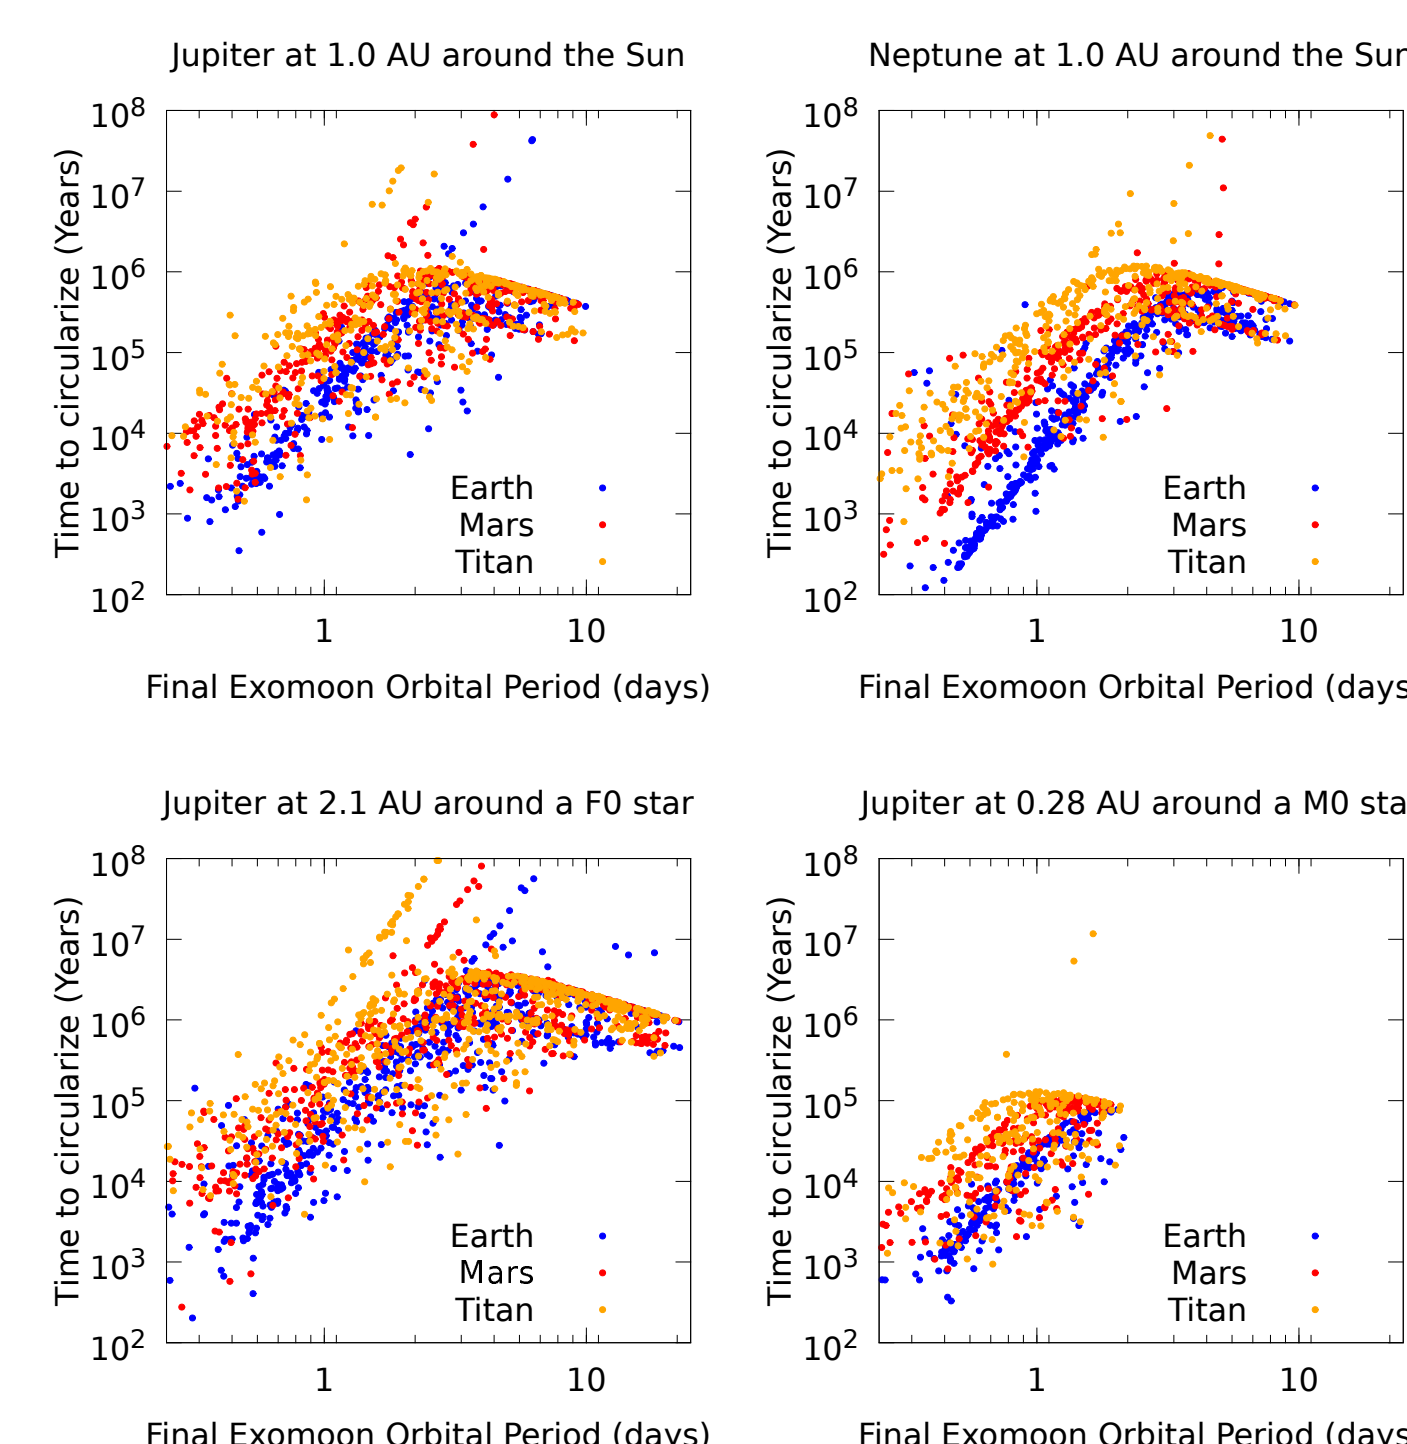 Jupiter at 1.0 AU around the Sun
10^8
10^7
10^6
10^5
10^4
10^3
10^2
Time to circularize (Years)
Earth
Mars
Titan
1 10
Final Exomoon Orbital Period (days)
Neptune at 1.0 AU around the Sun
10^8
10^7
10^6
10^5
10^4
10^3
10^2
Time to circularize (Years)
Earth
Mars
Titan
1 10
Final Exomoon Orbital Period (days
Jupiter at 2.1 AU around a F0 star
10^8
10^7
10^6
10^5
10^4
10^3
10^2
Time to circularize (Years)
Earth
Mars
Titan
1 10
Final Exomoon Orbital Period (days)
Jupiter at 0.28 AU around a M0 sta
10^8
10^7
10^6
10^5
10^4
10^3
10^2
Time to circularize (Years)
Earth
Mars
Titan
1 10
Final Exomoon Orbital Period (days